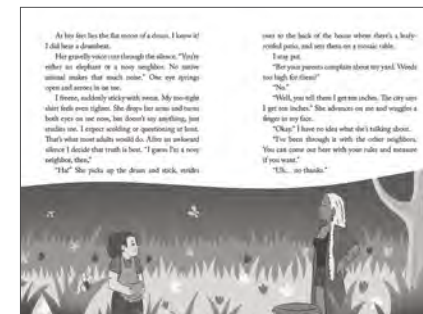 At her feet lies the flat moon of a drum. I knew it!
I did hear a drumbeat.
Her gravelly voice cuts through the silence. "You're
either an elephant or a nosy neighbor. No native
animal makes that much noise." One eye springs
open and zeroes in on me.
I freeze, suddenly sticky with sweat. My too-tight
shirt feels even tighter. She drops her arms and turns
both eyes on me now, but doesn't say anything, just
studies me. I expect scolding or questioning or
That's what most adults would do. After an awkward
silence I decide that truth is best. "I guess I'm a nosy
neighbor, then."
"Ha!" She picks up the drum and stick, strides
over to the back of the house where there's a leafy-
roofed patio, and sets them on a mosaic table.
I stay put.
"Bet your parents complain about my yard. Weeds
too high for them?"
"No."
"Well, you tell them I got ten inches. The city says
I get ten inches." She advances on me and waggles a
finger in my face.
"Okay." I have no idea what she's talking about.
"I've been through it with the other neighbors.
You can come out here with your ruler and measure
if you want."
"Uh… no thanks."